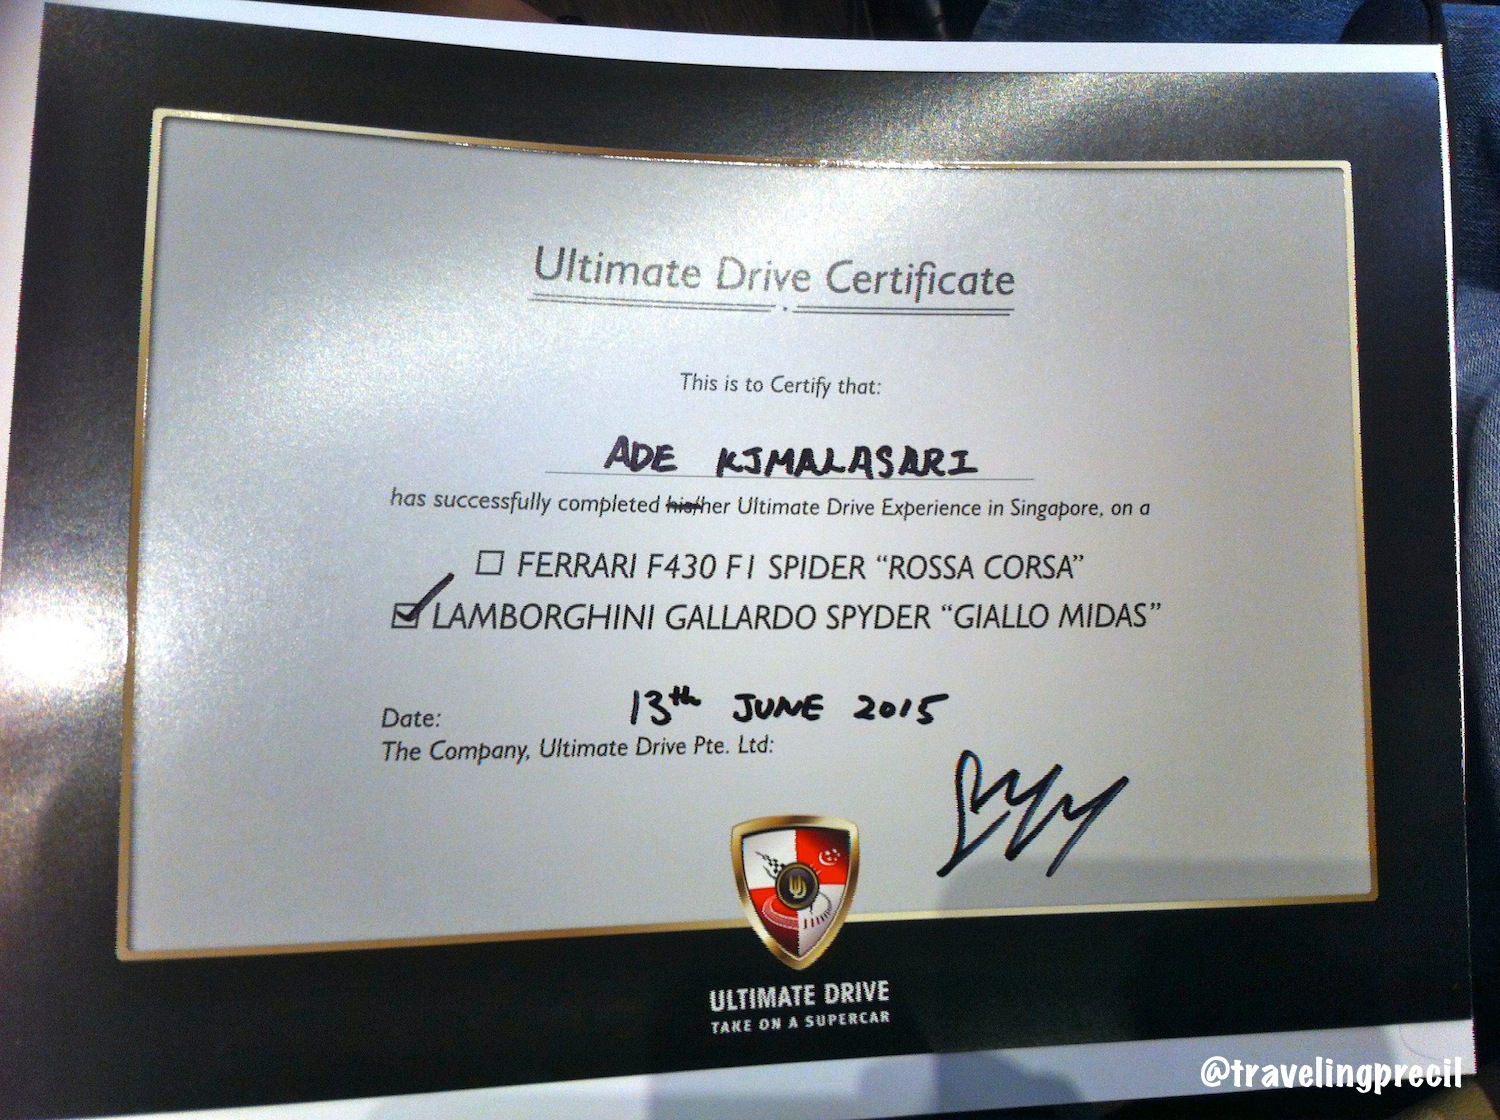 Ultimate Drive Certificate
This is to Certify that:
ADE KIMALASARI
has successfully completed his/her Ultimate Drive Experience in Singapore, on a
FERRARI F430 F1 SPIDER “ROSSA CORSA”
LAMBORGHINI GALLARDO SPYDER “GIALLO MIDAS”
Date: 13th JUNE 2015
The Company, Ultimate Drive Pte. Ltd:
ULTIMATE DRIVE
TAKE ON A SUPERCAR
@travelingprecil